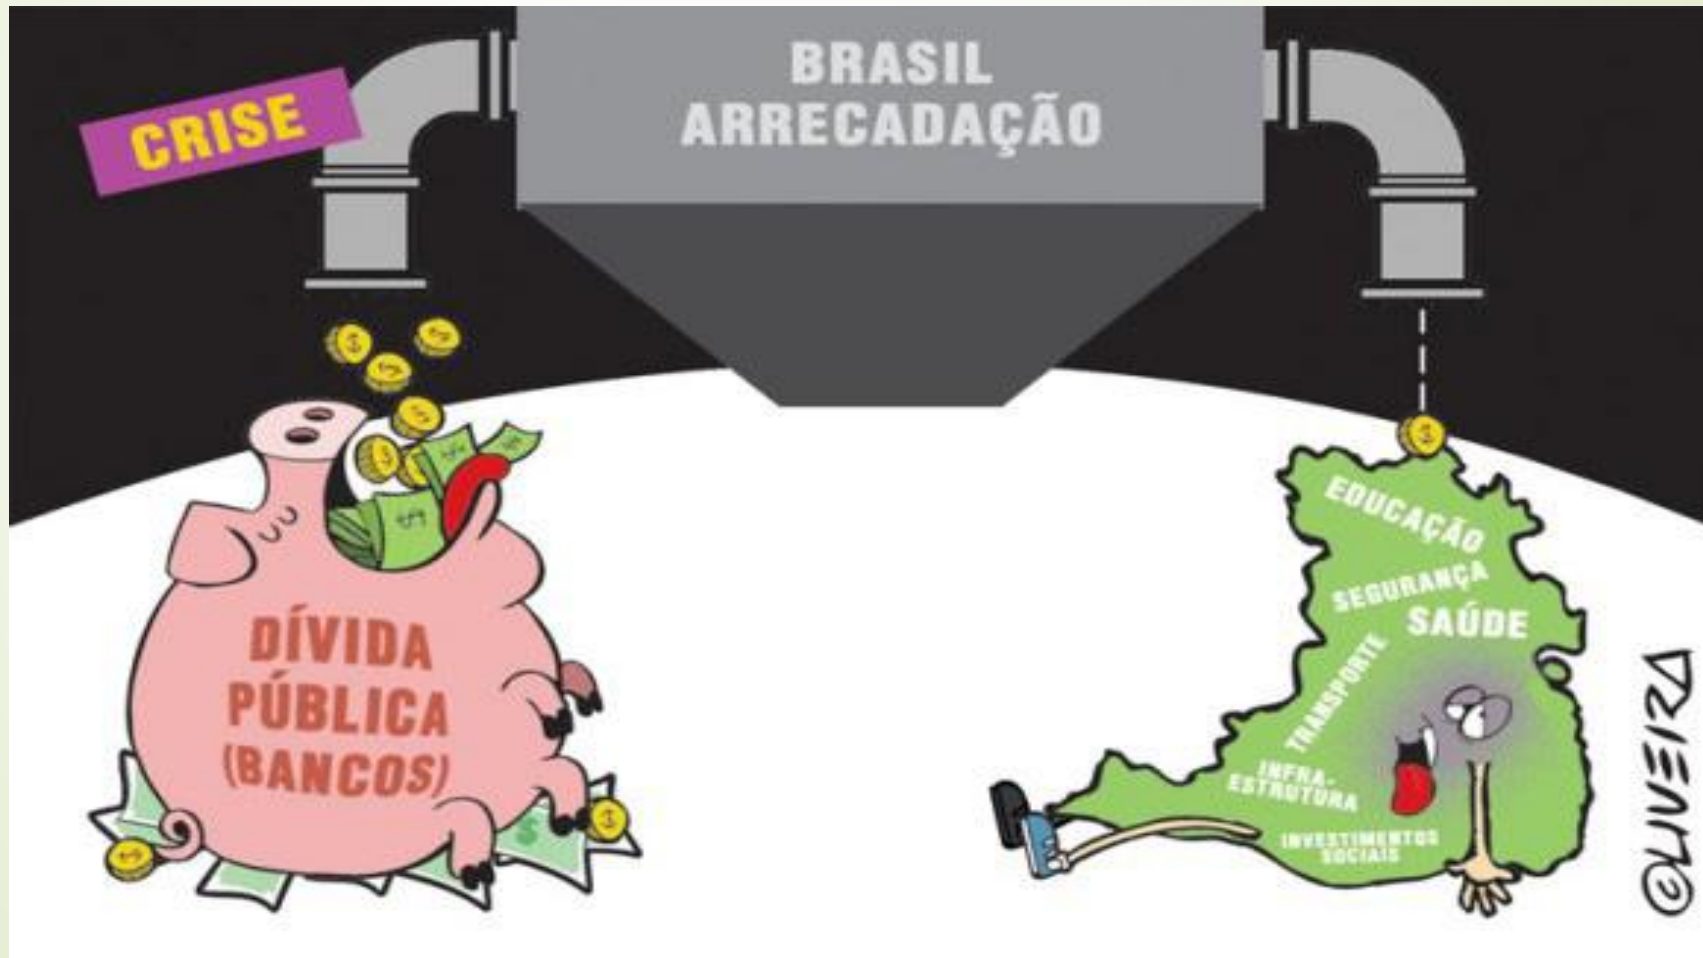 BRASIL
ARRECADAÇÃO
CRISE
DÍVIDA
PÚBLICA
(BANCOS)
EDUCAÇÃO
SEGURANÇA
SAÚDE
TRANSPORTE
INFRA-
ESTRUTURA
INVESTIMENTOS
SOCIAIS
©LIVEIRA